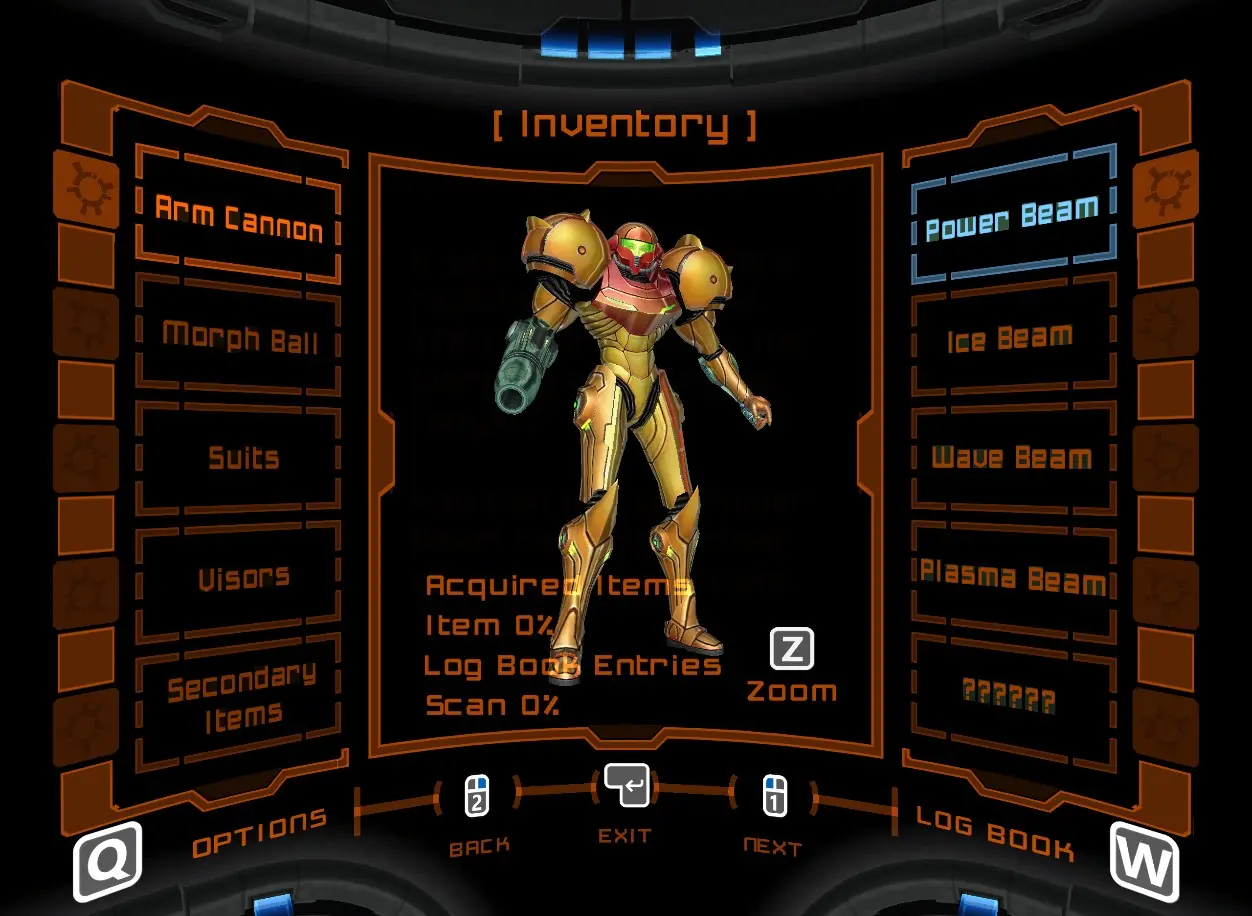 [ Inventory ]
Arm Cannon
Morph Ball
Suits
Visors
Secondary
Items
Power Beam
Ice Beam
Wave Beam
Plasma Beam
??????
Acquired Items
Item 0%
Log Book Entries
Scan 0%
Z
Zoom
Q
OPTIONS
2
BACK
EXIT
1
NEXT
LOG BOOK
W